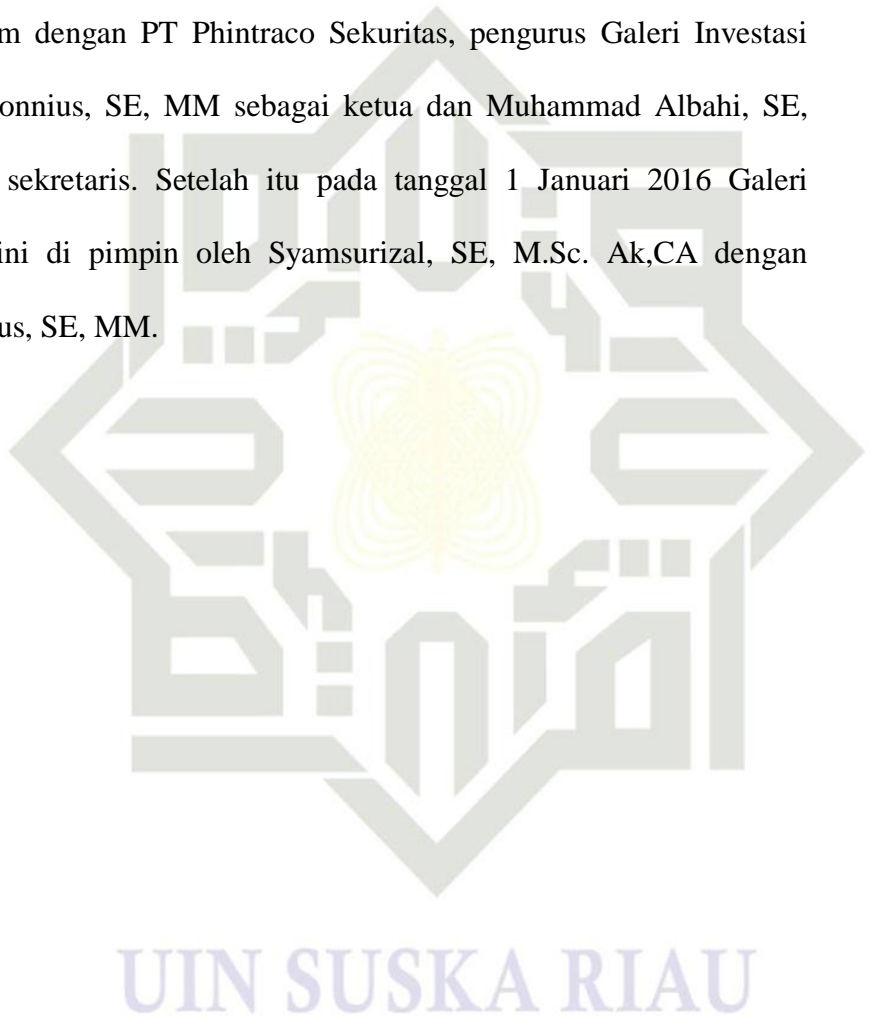 dengan PT Phintraco Sekuritas, pengurus Galeri Investasi
SE, MM sebagai ketua dan Muhammad Albahi, SE,
sekretaris. Setelah itu pada tanggal 1 Januari 2016 Galeri
ini di pimpin oleh Syamsurizal, SE, M.Sc. Ak,CA dengan
SE, MM.
UIN SUSKA RIAU